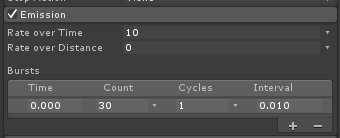 Emission
Rate over Time 10
Rate over Distance 0
Bursts
Time Count Cycles Interval
0.000 30 1 0.010